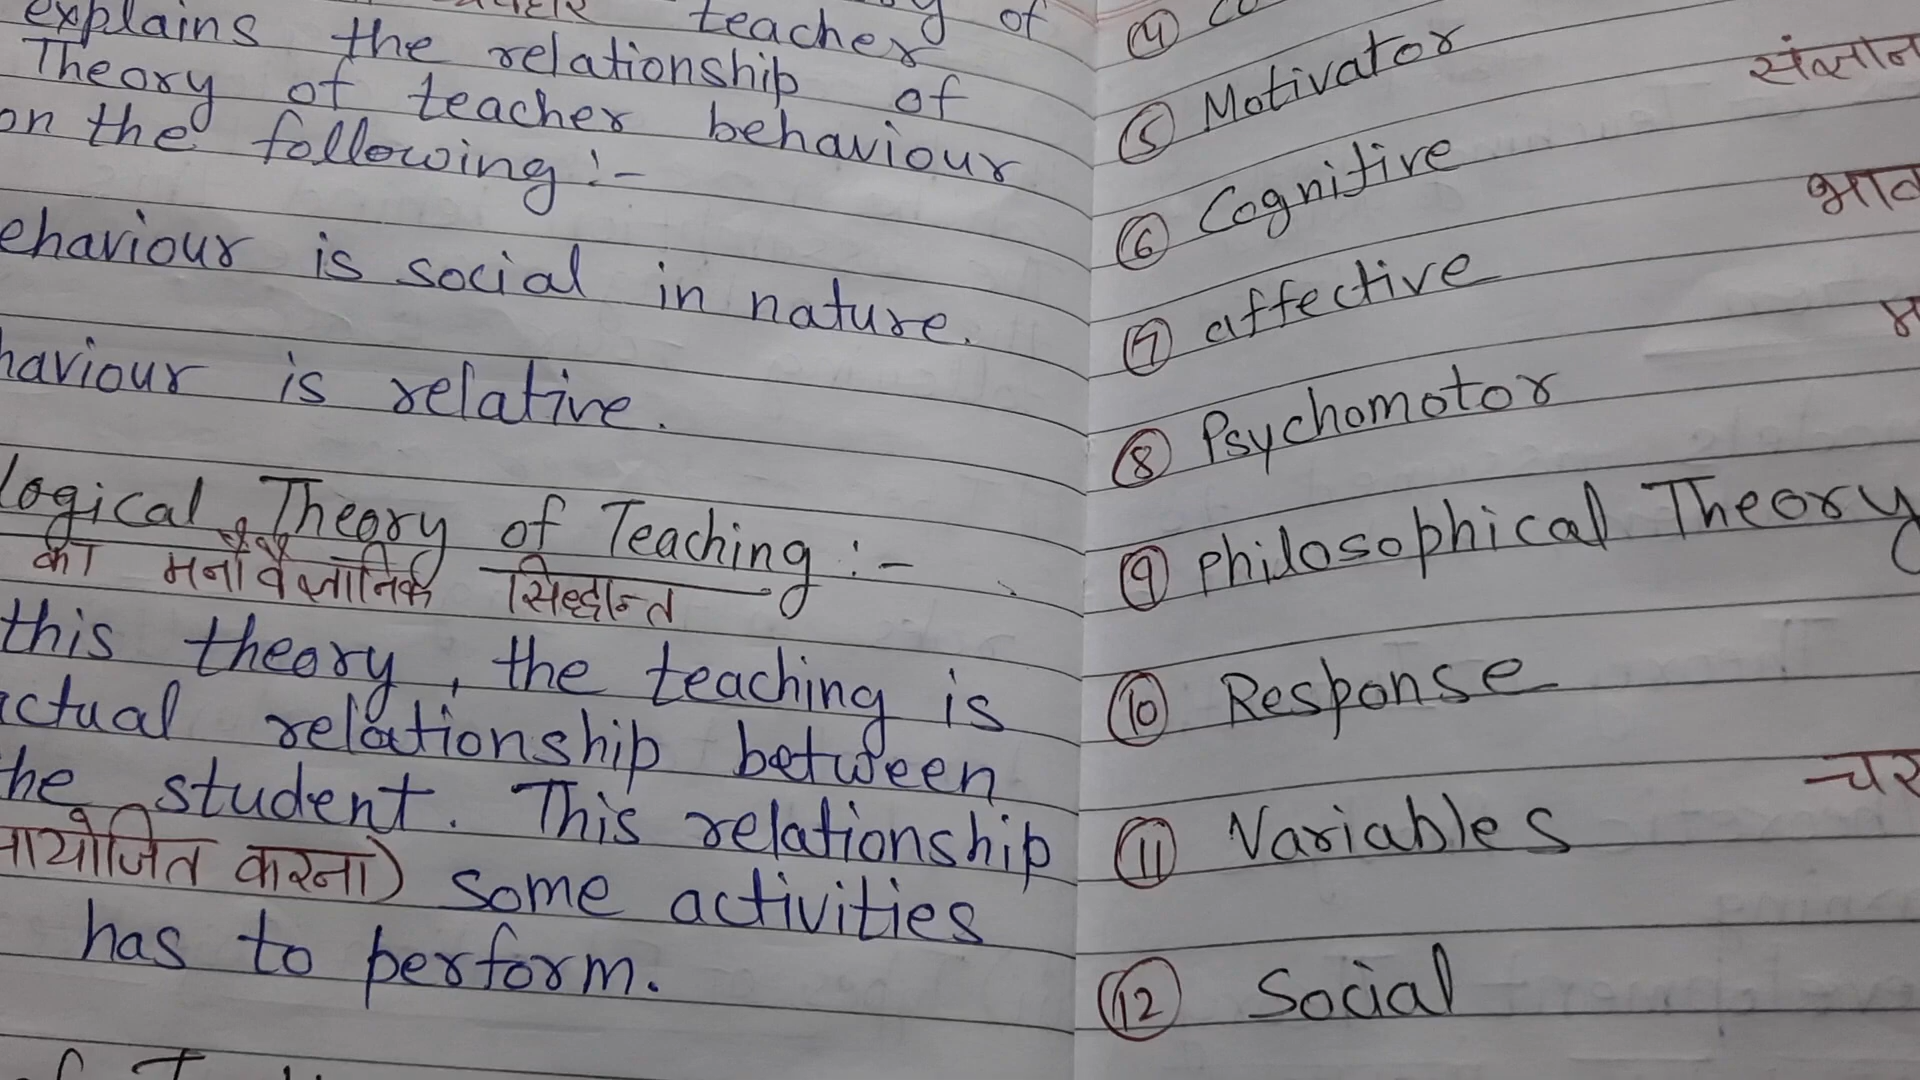 teacher of
explains the relationship of
Theory of teacher behaviour
on the following :-
ehaviour is social in nature.
haviour is relative.
logical Theory of Teaching :-
का मनोवैज्ञानिक सिद्धान्त
this theory, the teaching is
actual relationship between
he student. This relationship
करना) some activities
has to perform.
(4)
(5) Motivator
(6) Cognitive
संज्ञान
(7) affective
भाव
(8) Psychomotor
(9) Philosophical Theory
(10) Response
(11) Variables
चर
(12) Social